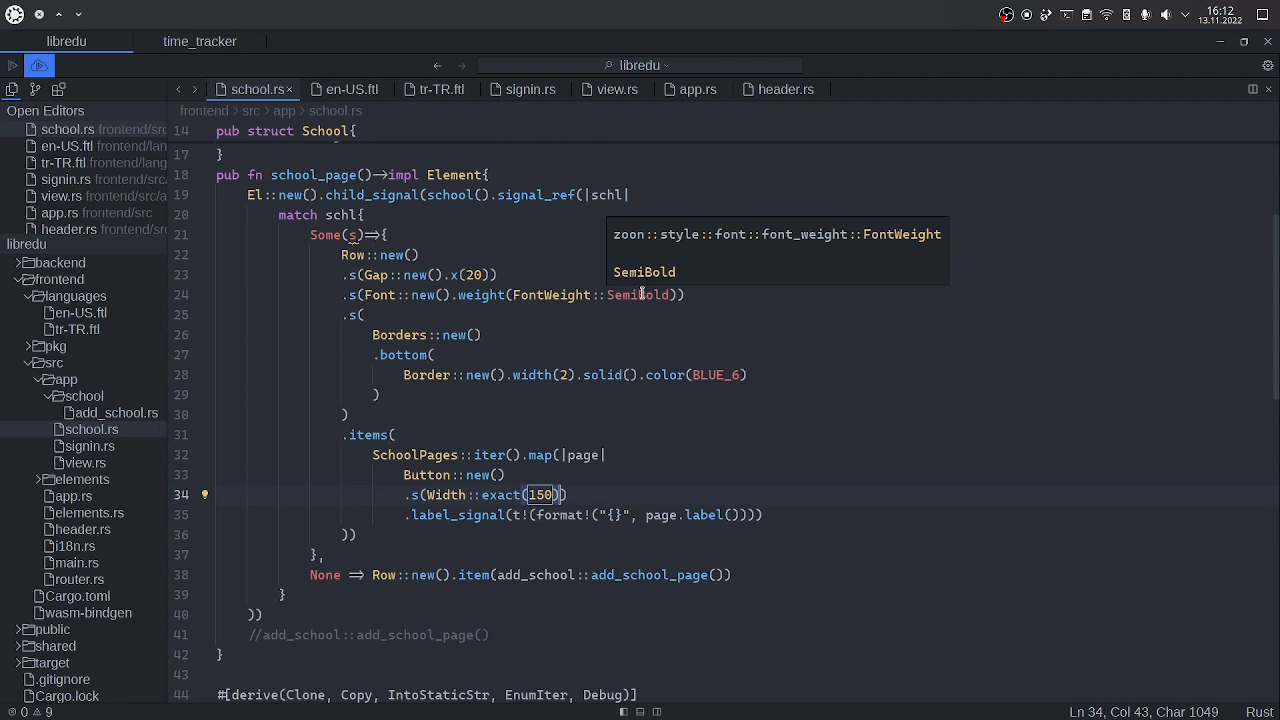 16:12
13.11.2022
libredu
time_tracker
libredu
school.rs
en-US.ftl
tr-TR.ftl
signin.rs
view.rs
app.rs
header.rs
Open Editors
school.rs frontend/src
en-US.ftl frontend/lang
tr-TR.ftl frontend/lang
signin.rs frontend/src/a
view.rs frontend/src/app
app.rs frontend/src
header.rs frontend/src
libredu
backend
frontend
languages
en-US.ftl
tr-TR.ftl
pkg
src
app
school
add_school.rs
school.rs
signin.rs
view.rs
elements
app.rs
elements.rs
header.rs
i18n.rs
main.rs
router.rs
Cargo.toml
wasm-bindgen
public
shared
target
.gitignore
Cargo.lock
frontend > src > app > school.rs
14 pub struct School{
17 }
18 pub fn school_page()->impl Element{
19 El::new().child_signal(school().signal_ref(|schl|
20 match schl{
21 Some(s)=>{
22 Row::new()
23 .s(Gap::new().x(20))
24 .s(Font::new().weight(FontWeight::SemiBold))
25 .s(
26 Borders::new()
27 .bottom(
28 Border::new().width(2).solid().color(BLUE_6)
29 )
30 )
31 .items(
32 SchoolPages::iter().map(|page|
33 Button::new()
34 .s(Width::exact(150))
35 .label_signal(t!(format!("{}", page.label())))
36 ))
37 },
38 None => Row::new().item(add_school::add_school_page())
39 }
40 ))
41 //add_school::add_school_page()
42 }
43
44 #[derive(Clone, Copy, IntoStaticStr, EnumIter, Debug)]
zoon::style::font::font_weight::FontWeight
SemiBold
0
9
Ln 34, Col 43, Char 1049
Rust